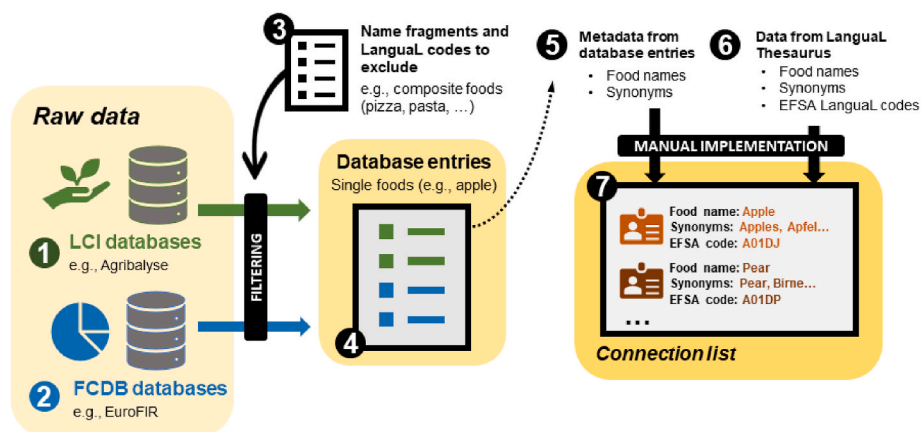 3
Name fragments and
LanguaL codes to
exclude
e.g., composite foods
(pizza, pasta, ...)
5
Metadata from
database entries
• Food names
• Synonyms
6
Data from LanguaL
Thesaurus
• Food names
• Synonyms
• EFSA LanguaL codes
Raw data
1
LCI databases
e.g., Agribalyse
2
FCDB databases
e.g., EuroFIR
FILTERING
Database entries
Single foods (e.g., apple)
4
MANUAL IMPLEMENTATION
7
Food name: Apple
Synonyms: Apples, Apfel...
EFSA code: A01DJ
Food name: Pear
Synonyms: Pear, Birne...
EFSA code: A01DP
...
Connection list